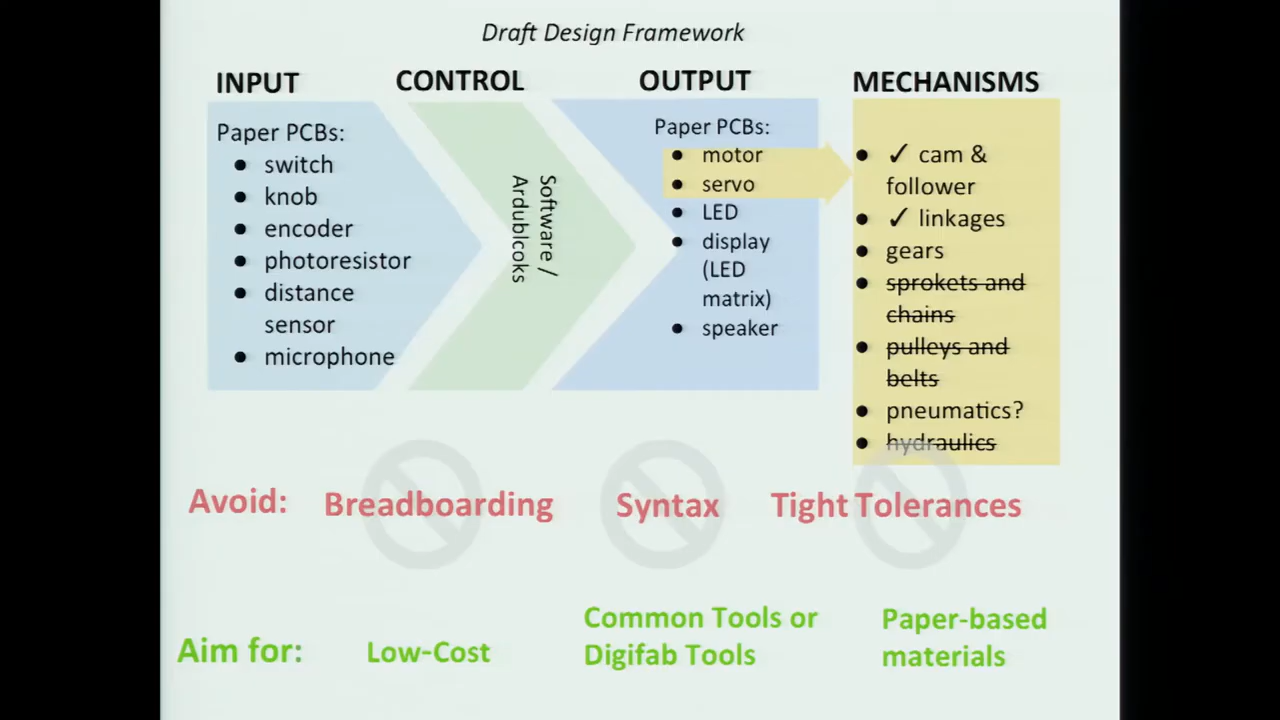 Draft Design Framework
INPUT
CONTROL
OUTPUT
MECHANISMS
Paper PCBs:
● switch
● knob
● encoder
● photoresistor
● distance
sensor
● microphone
Software /
Ardublcoks
Paper PCBs:
● motor
● servo
● LED
● display
(LED
matrix)
● speaker
● ✓ cam &
follower
● ✓ linkages
● gears
● sprokets and
chains
● pulleys and
belts
● pneumatics?
● hydraulics
Avoid: Breadboarding Syntax Tight Tolerances
Aim for: Low-Cost
Common Tools or
Digifab Tools
Paper-based
materials